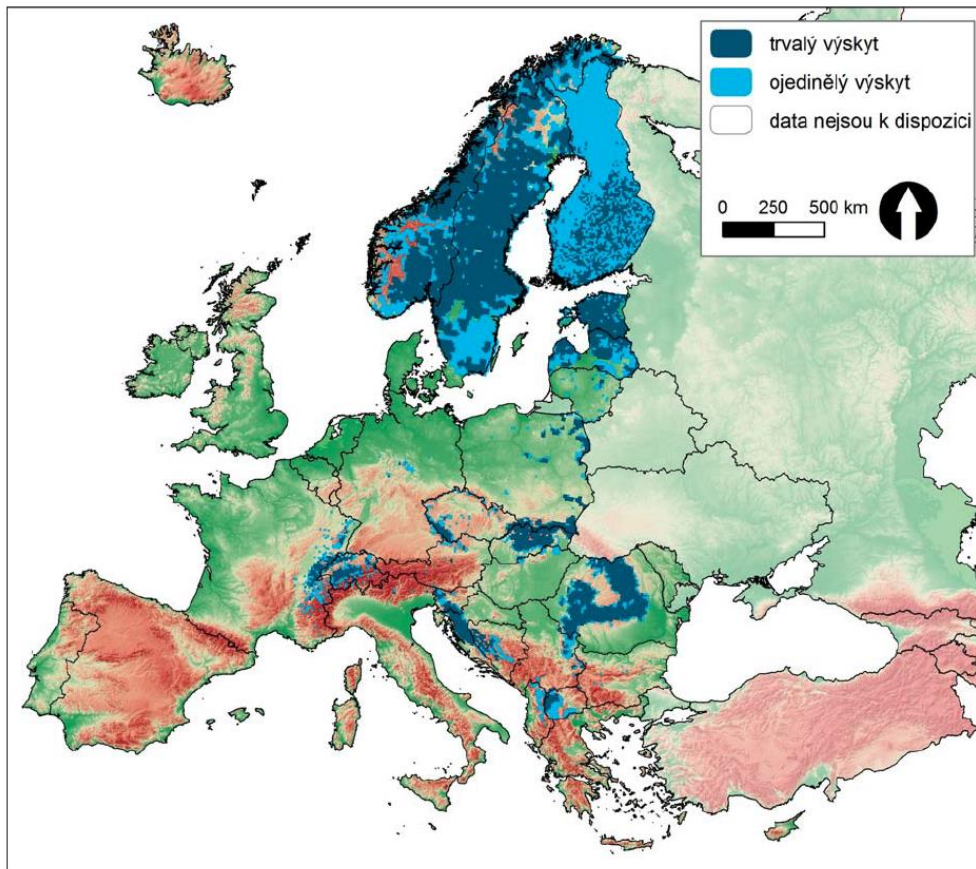 trvalý výskyt
ojedinělý výskyt
data nejsou k dispozici
0 250 500 km